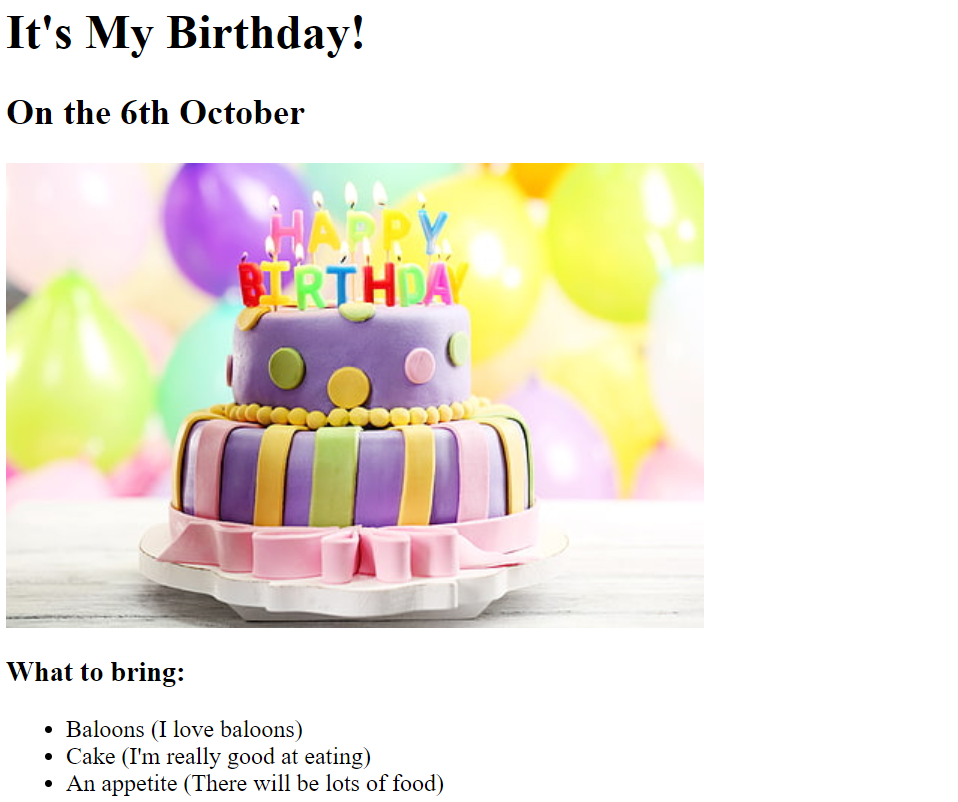 It's My Birthday!
On the 6th October
HAPPY
BIRTHDAY
What to bring:
Baloons (I love baloons)
Cake (I'm really good at eating)
An appetite (There will be lots of food)